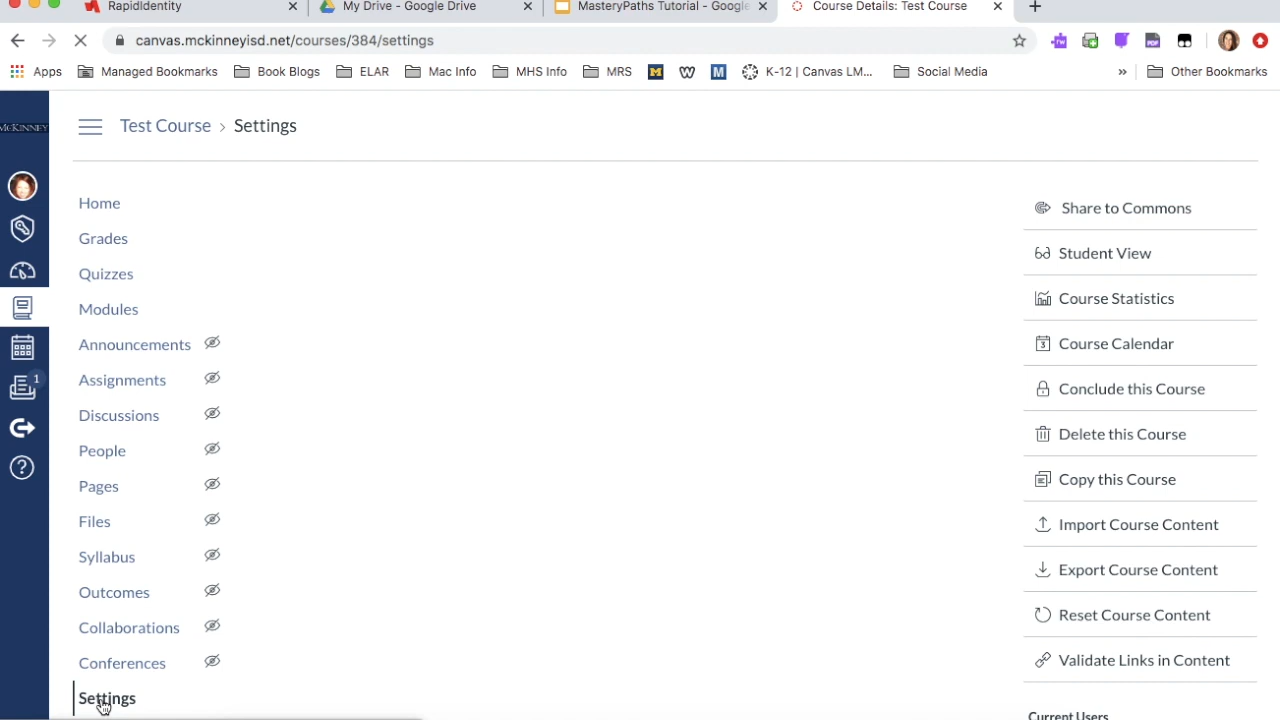 RapidIdentity
My Drive - Google Drive
MasteryPaths Tutorial - Google
Course Details: Test Course
canvas.mckinneyisd.net/courses/384/settings
Apps
Managed Bookmarks
Book Blogs
ELAR
Mac Info
MHS Info
MRS
K-12 | Canvas LM...
Social Media
»
Other Bookmarks
MCKINNEY
Test Course › Settings
Home
Grades
Quizzes
Modules
Announcements
Assignments
Discussions
People
Pages
Files
Syllabus
Outcomes
Collaborations
Conferences
Settings
1
Share to Commons
Student View
Course Statistics
Course Calendar
Conclude this Course
Delete this Course
Copy this Course
Import Course Content
Export Course Content
Reset Course Content
Validate Links in Content
Current Users